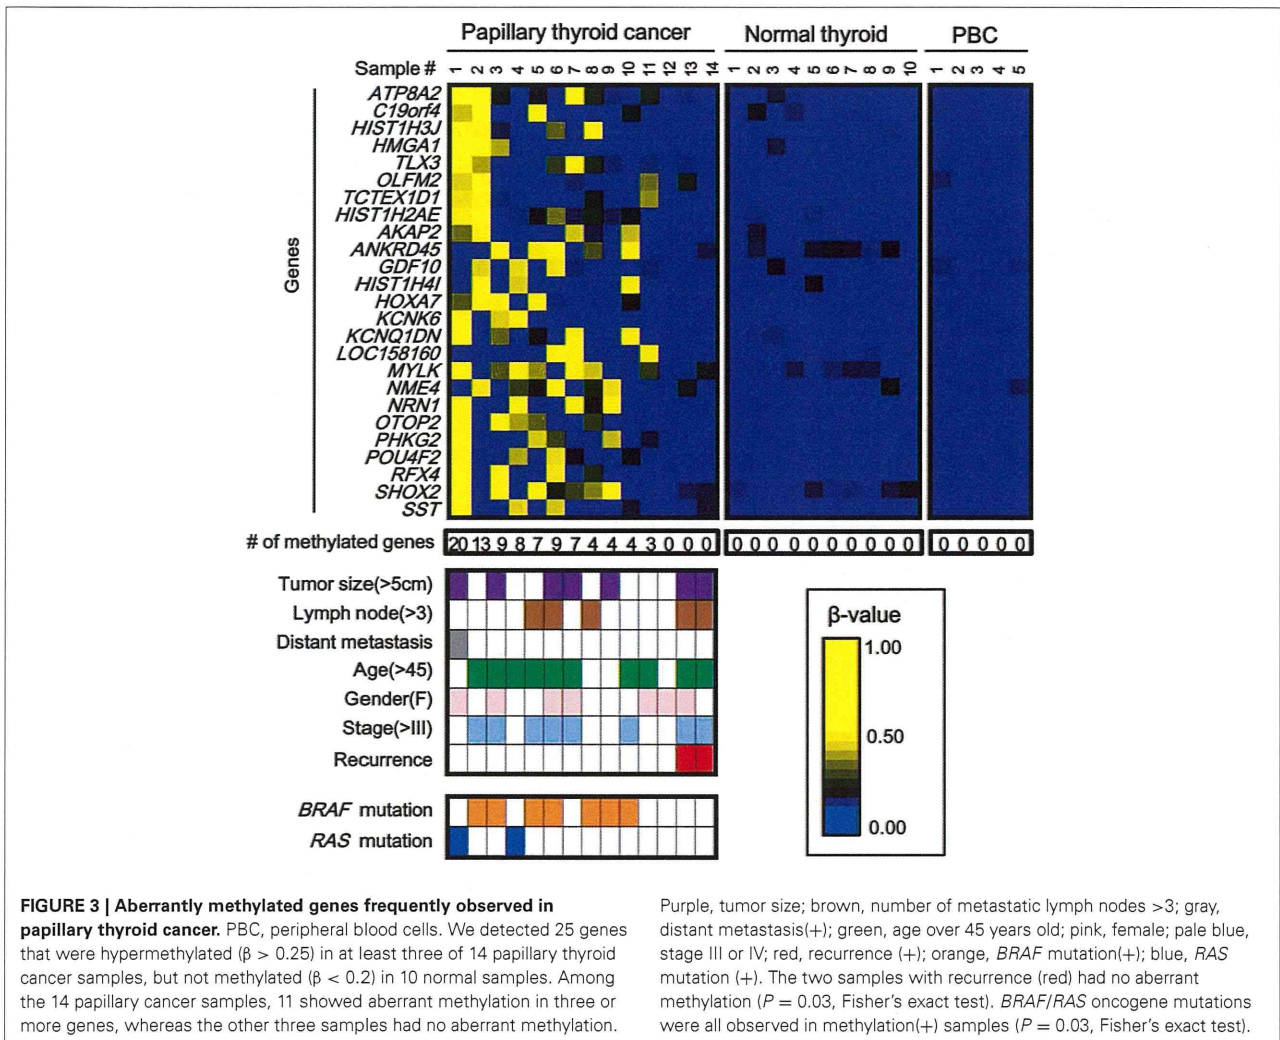 Papillary thyroid cancer Normal thyroid PBC
Sample # 1 2 3 4 5 6 7 8 9 10 11 12 13 14 1 2 3 4 5 6 7 8 9 10 1 2 3 4 5
Genes
ATP8A2
C19orf4
HIST1H3J
HMGA1
TLX3
OLFM2
TCTEX1D1
HIST1H2AE
AKAP2
ANKRD45
GDF10
HIST1H4I
HOXA7
KCNK6
KCNQ1DN
LOC158160
MYLK
NME4
NRN1
OTOP2
PHKG2
POU4F2
RFX4
SHOX2
SST
# of methylated genes 20 13 9 8 7 9 7 4 4 4 3 0 0 0 0 0 0 0 0 0 0 0 0 0 0 0 0 0 0
Tumor size(>5cm)
Lymph node(>3)
Distant metastasis
Age(>45)
Gender(F)
Stage(>III)
Recurrence
BRAF mutation
RAS mutation
β-value
1.00
0.50
0.00
FIGURE 3 | Aberrantly methylated genes frequently observed in
papillary thyroid cancer. PBC, peripheral blood cells. We detected 25 genes
that were hypermethylated (β > 0.25) in at least three of 14 papillary thyroid
cancer samples, but not methylated (β < 0.2) in 10 normal samples. Among
the 14 papillary cancer samples, 11 showed aberrant methylation in three or
more genes, whereas the other three samples had no aberrant methylation.
Purple, tumor size; brown, number of metastatic lymph nodes >3; gray,
distant metastasis(+); green, age over 45 years old; pink, female; pale blue,
stage III or IV; red, recurrence (+); orange, BRAF mutation(+); blue, RAS
mutation (+). The two samples with recurrence (red) had no aberrant
methylation (P = 0.03, Fisher's exact test). BRAF/RAS oncogene mutations
were all observed in methylation(+) samples (P = 0.03, Fisher's exact test).